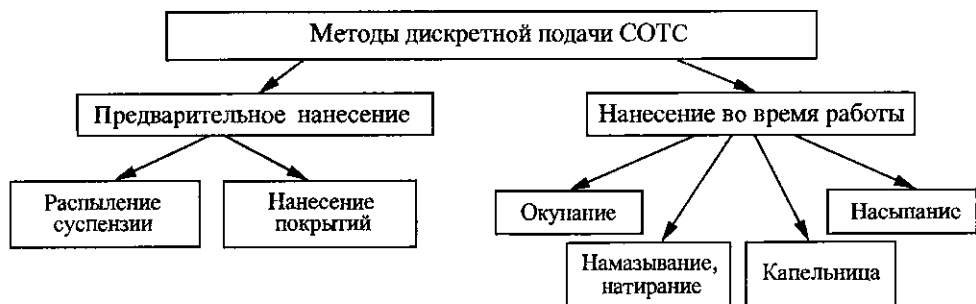 Методы дискретной подачи СОТС
Предварительное нанесение
Нанесение во время работы
Распыление
суспензии
Нанесение
покрытий
Окунание
Насыпание
Намазывание,
натирание
Капельница